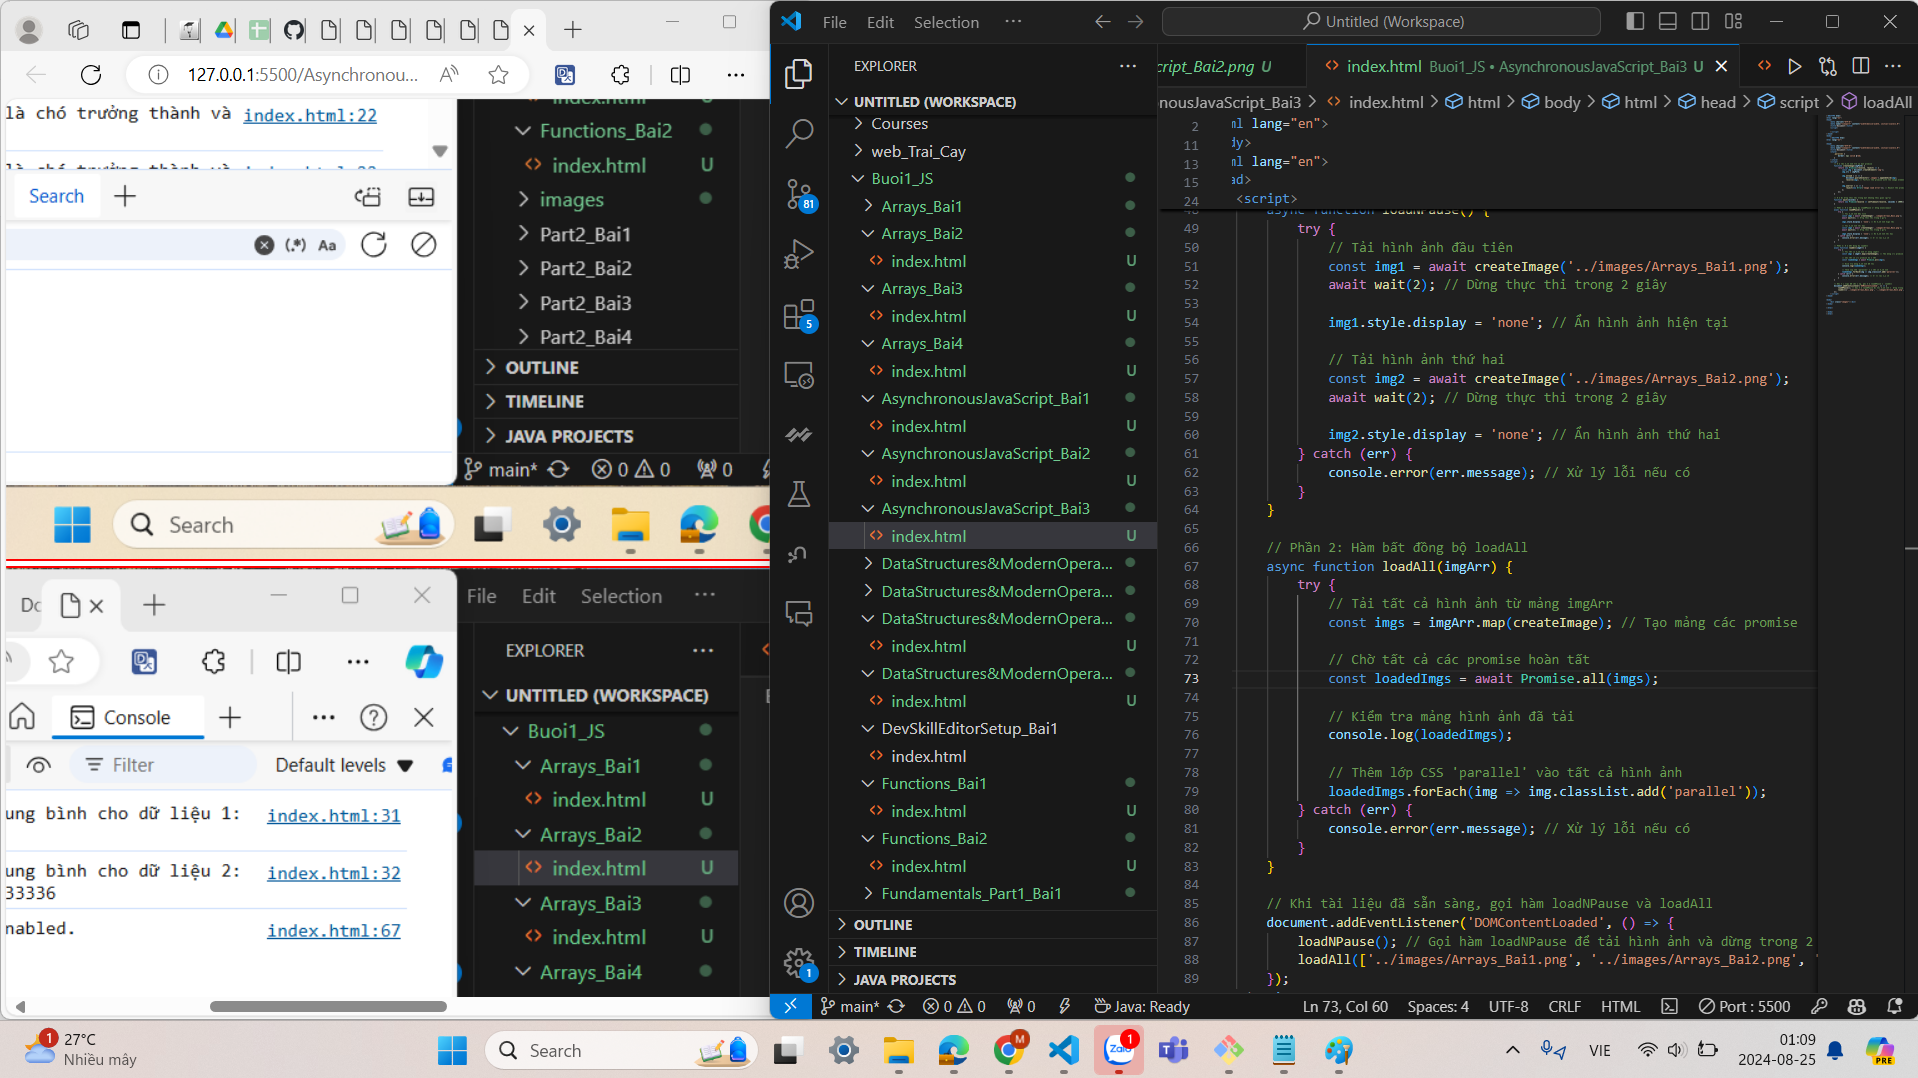 127.0.0.1:5500/Asynchronou...
là chó trưởng thành và index.html:22
Search
(.*) Aa
Functions_Bai2
index.html U
images
Part2_Bai1
Part2_Bai2
Part2_Bai3
Part2_Bai4
OUTLINE
TIMELINE
JAVA PROJECTS
main* 0 0 0
Search
File Edit Selection ...
EXPLORER
UNTITLED (WORKSPACE)
Console
Filter Default levels
ung bình cho dữ liệu 1: index.html:31
ung bình cho dữ liệu 2: index.html:32
33336
nabled. index.html:67
Buoi1_JS
Arrays_Bai1
index.html U
Arrays_Bai2
index.html U
Arrays_Bai3
index.html U
Arrays_Bai4
File Edit Selection ... Untitled (Workspace)
EXPLORER
UNTITLED (WORKSPACE)
Courses
web_Trai_Cay
Buoi1_JS
Arrays_Bai1
Arrays_Bai2
index.html U
Arrays_Bai3
index.html U
Arrays_Bai4
index.html U
AsynchronousJavaScript_Bai1
index.html U
AsynchronousJavaScript_Bai2
index.html U
AsynchronousJavaScript_Bai3
index.html U
DataStructures&ModernOpera...
DataStructures&ModernOpera...
DataStructures&ModernOpera...
index.html U
DataStructures&ModernOpera...
index.html U
DevSkillEditorSetup_Bai1
index.html
Functions_Bai1
index.html U
Functions_Bai2
index.html U
Fundamentals_Part1_Bai1
OUTLINE
TIMELINE
JAVA PROJECTS
81
5
1
cript_Bai2.png U index.html Buoi1_JS • AsynchronousJavaScript_Bai3 U
nousJavaScript_Bai3 > index.html > html > body > html > head > script > loadAll
2 ml lang="en">
11 dy>
13 ml lang="en">
15 ad>
24 <script>
48 async function loadNPause() {
49 try {
50 // Tải hình ảnh đầu tiên
51 const img1 = await createImage('../images/Arrays_Bai1.png');
52 await wait(2); // Dừng thực thi trong 2 giây
53
54 img1.style.display = 'none'; // Ẩn hình ảnh hiện tại
55
56 // Tải hình ảnh thứ hai
57 const img2 = await createImage('../images/Arrays_Bai2.png');
58 await wait(2); // Dừng thực thi trong 2 giây
59
60 img2.style.display = 'none'; // Ẩn hình ảnh thứ hai
61 } catch (err) {
62 console.error(err.message); // Xử lý lỗi nếu có
63 }
64 }
65
66 // Phần 2: Hàm bất đồng bộ loadAll
67 async function loadAll(imgArr) {
68 try {
69 // Tải tất cả hình ảnh từ mảng imgArr
70 const imgs = imgArr.map(createImage); // Tạo mảng các promise
71
72 // Chờ tất cả các promise hoàn tất
73 const loadedImgs = await Promise.all(imgs);
74
75 // Kiểm tra mảng hình ảnh đã tải
76 console.log(loadedImgs);
77
78 // Thêm lớp CSS 'parallel' vào tất cả hình ảnh
79 loadedImgs.forEach(img => img.classList.add('parallel'));
80 } catch (err) {
81 console.error(err.message); // Xử lý lỗi nếu có
82 }
83 }
84
85 // Khi tài liệu đã sẵn sàng, gọi hàm loadNPause và loadAll
86 document.addEventListener('DOMContentLoaded', () => {
87 loadNPause(); // Gọi hàm loadNPause để tải hình ảnh và dừng trong 2
88 loadAll(['../images/Arrays_Bai1.png', '../images/Arrays_Bai2.png', '
89 });
main* 0 0 0 Java: Ready Ln 73, Col 60 Spaces: 4 UTF-8 CRLF HTML Port : 5500
1 27°C
Nhiều mây
Search
M
Zalo 1
VIE
01:09
2024-08-25
PRE